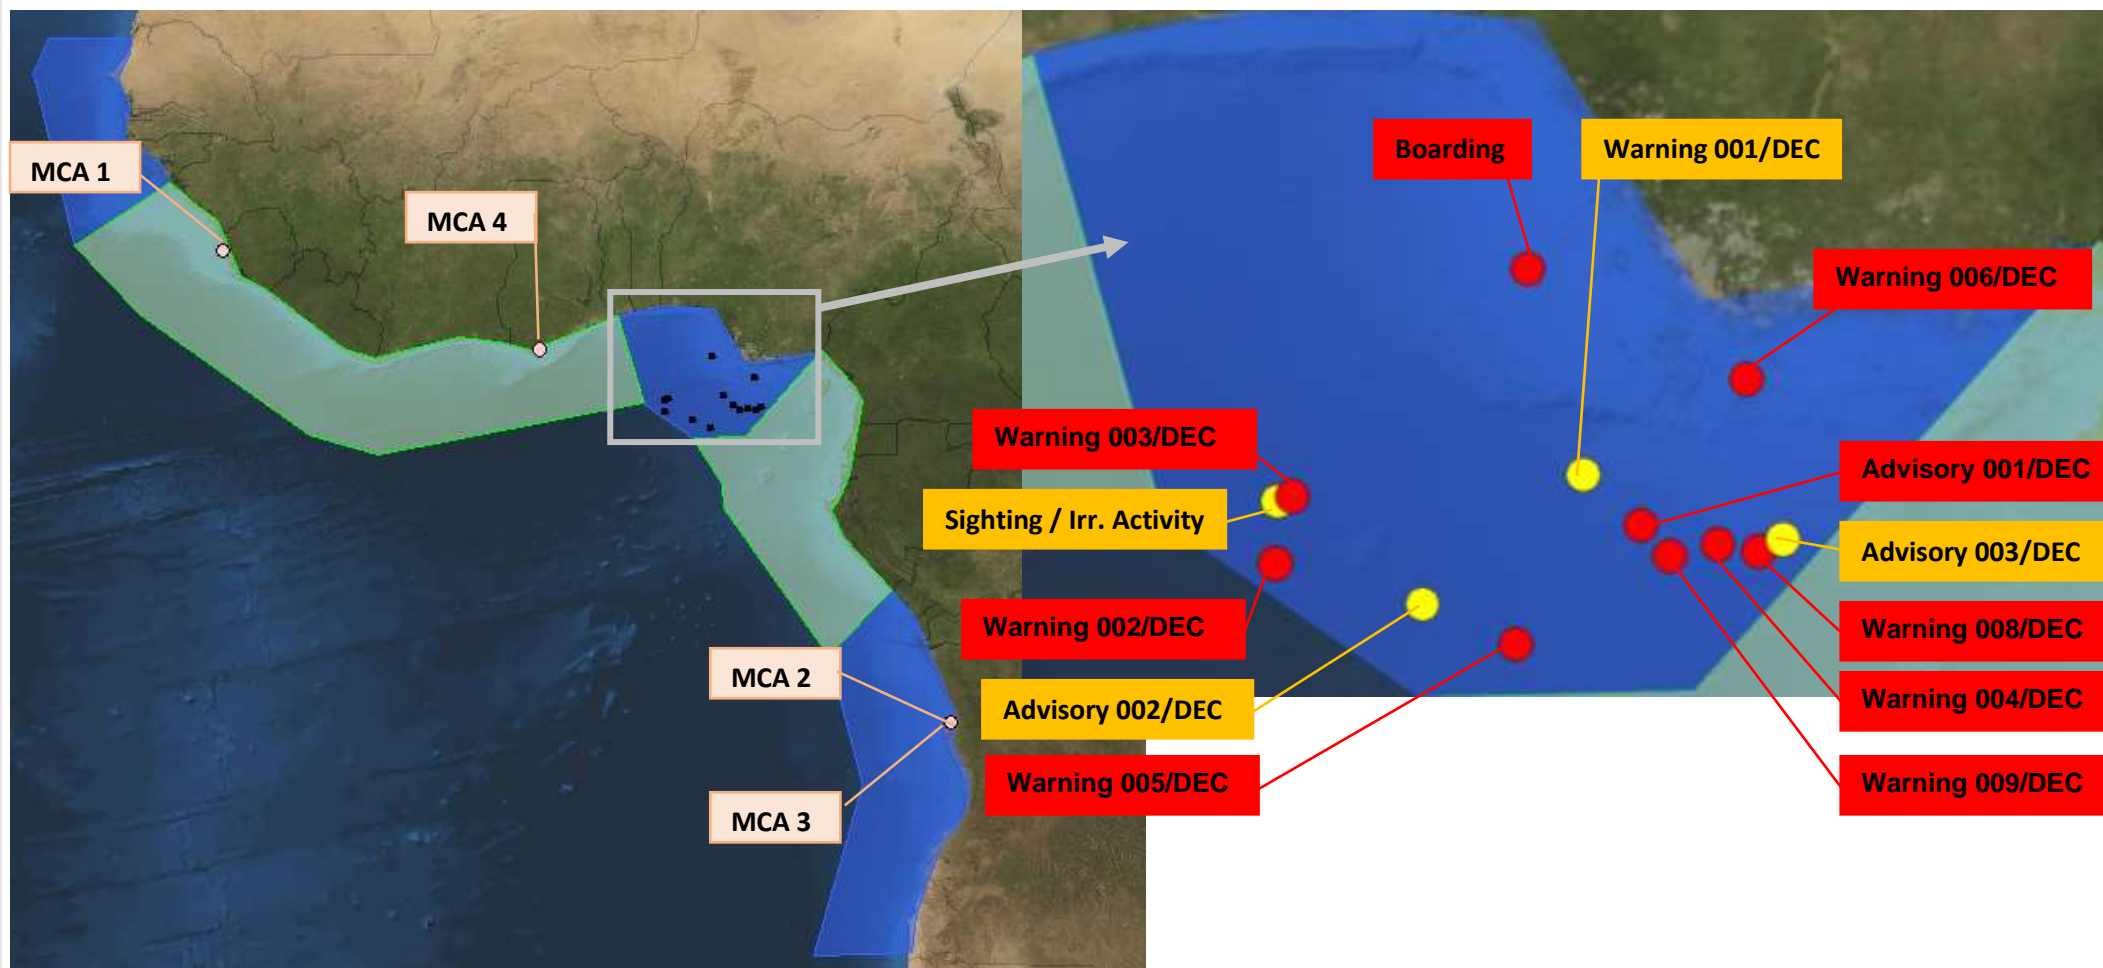 MCA 1
MCA 4
MCA 2
MCA 3
Boarding
Warning 001/DEC
Warning 006/DEC
Warning 003/DEC
Sighting / Irr. Activity
Warning 002/DEC
Advisory 002/DEC
Warning 005/DEC
Advisory 001/DEC
Advisory 003/DEC
Warning 008/DEC
Warning 004/DEC
Warning 009/DEC